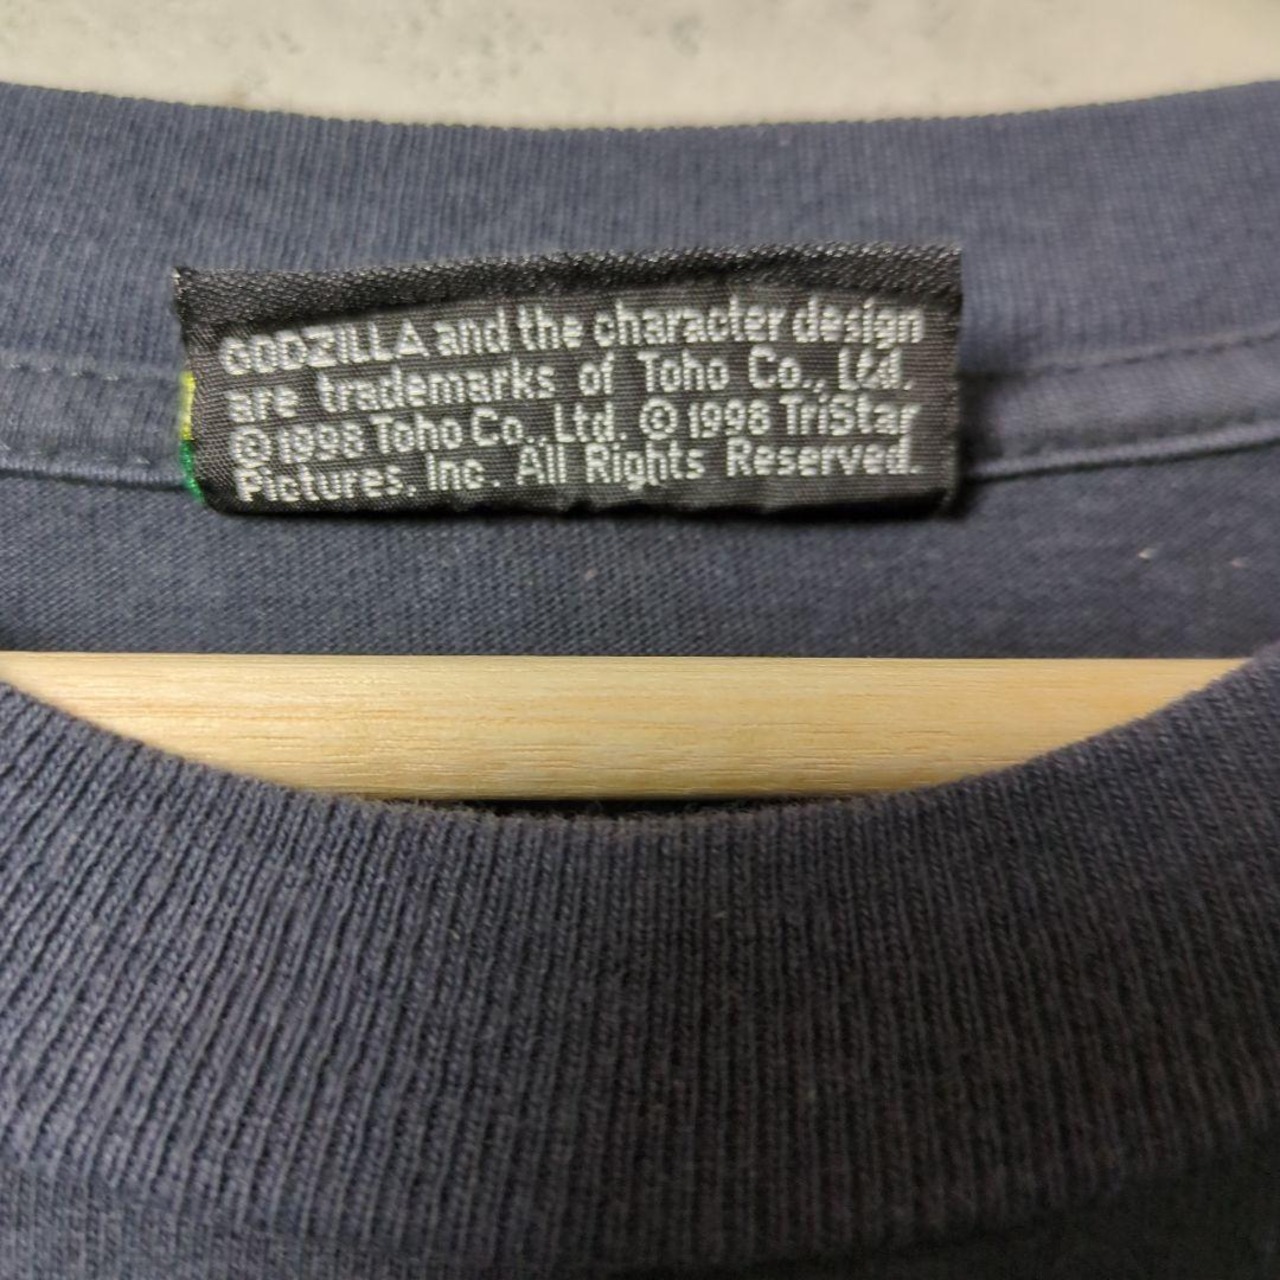 GODZILLA and the character design
are trademarks of Toho Co., Ltd.
© 1998 Toho Co., Ltd. © 1998 TriStar
Pictures, Inc. All Rights Reserved.